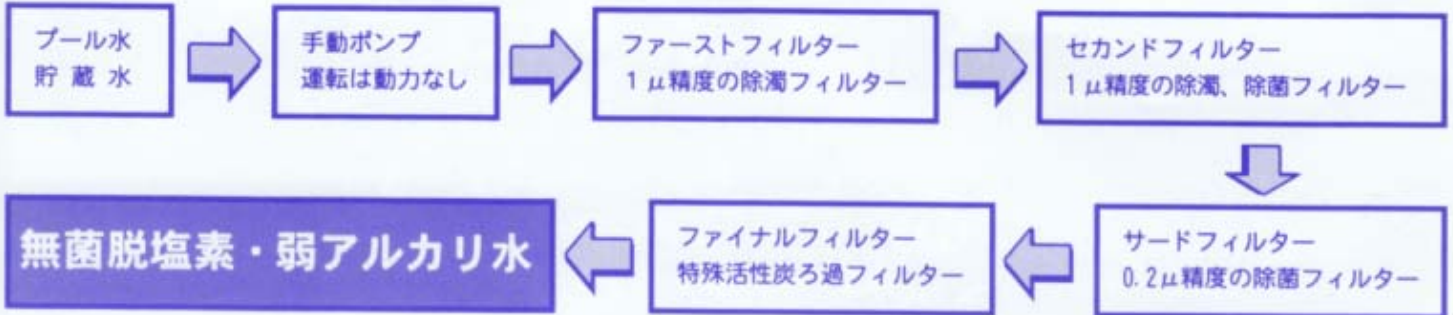 プール水
貯 蔵 水
手動ポンプ
運転は動力なし
ファーストフィルター
1μ精度の除濁フィルター
セカンドフィルター
1μ精度の除濁、除菌フィルター
サードフィルター
0.2μ精度の除菌フィルター
ファイナルフィルター
特殊活性炭ろ過フィルター
無菌脱塩素・弱アルカリ水